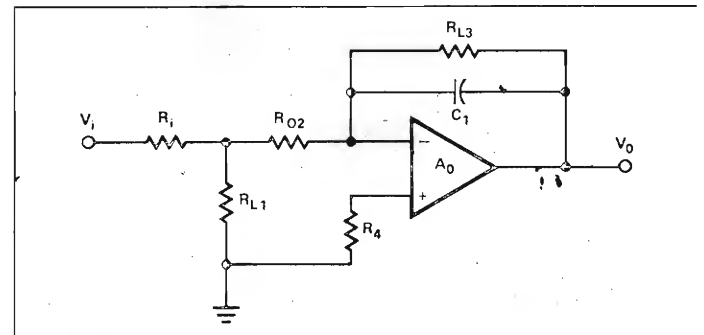 R_L3
C_1
V_i
R_i
R_O2
−
A_0
V_0
+
R_L1
R_4